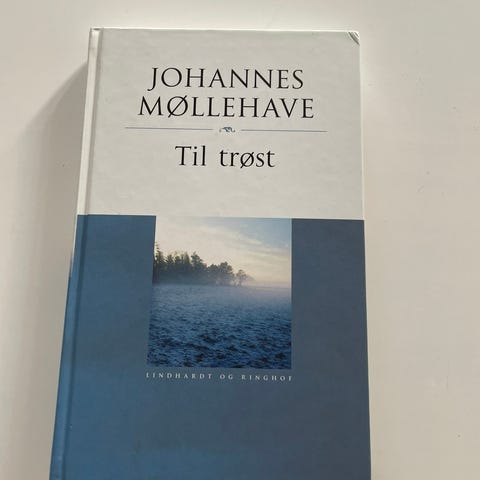 JOHANNES
MØLLEHAVE
Til trøst
LINDHARDT OG RINGHOF